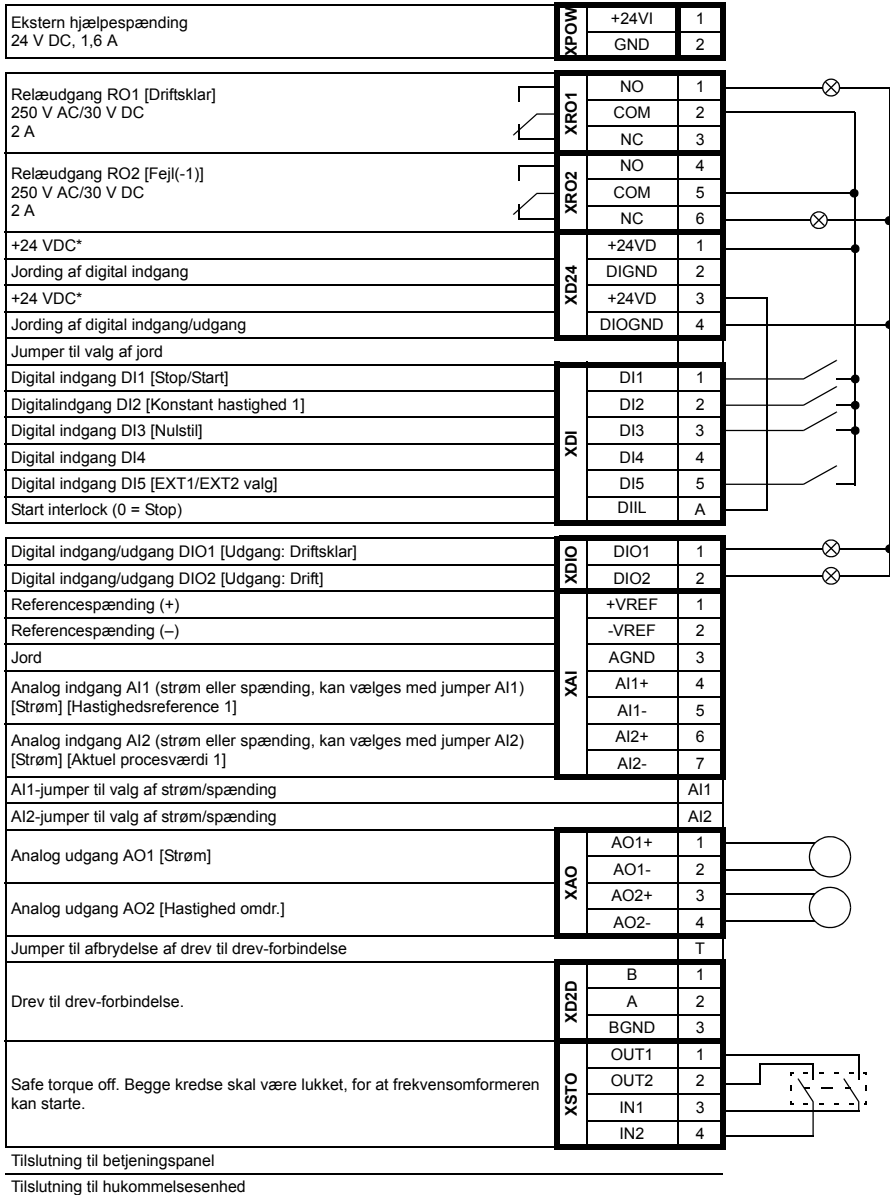 Ekstern hjælpespænding
24 V DC, 1,6 A
XPOW
+24VI 1
GND 2
Relæudgang RO1 [Driftsklar]
250 V AC/30 V DC
2 A
XRO1
NO 1
COM 2
NC 3
Relæudgang RO2 [Fejl(-1)]
250 V AC/30 V DC
2 A
XRO2
NO 4
COM 5
NC 6
XD24
+24 VDC* +24VD 1
Jording af digital indgang DIGND 2
+24 VDC* +24VD 3
Jording af digital indgang/udgang DIOGND 4
Jumper til valg af jord
XDI
Digital indgang DI1 [Stop/Start] DI1 1
Digitalindgang DI2 [Konstant hastighed 1] DI2 2
Digital indgang DI3 [Nulstil] DI3 3
Digital indgang DI4 DI4 4
Digital indgang DI5 [EXT1/EXT2 valg] DI5 5
Start interlock (0 = Stop) DIIL A
XDIO
Digital indgang/udgang DIO1 [Udgang: Driftsklar] DIO1 1
Digital indgang/udgang DIO2 [Udgang: Drift] DIO2 2
XAI
Referencespænding (+) +VREF 1
Referencespænding (–) -VREF 2
Jord AGND 3
Analog indgang AI1 (strøm eller spænding, kan vælges med jumper AI1)
[Strøm] [Hastighedsreference 1]
AI1+ 4
AI1- 5
Analog indgang AI2 (strøm eller spænding, kan vælges med jumper AI2)
[Strøm] [Aktuel procesværdi 1]
AI2+ 6
AI2- 7
AI1-jumper til valg af strøm/spænding AI1
AI2-jumper til valg af strøm/spænding AI2
XAO
Analog udgang AO1 [Strøm]
AO1+ 1
AO1- 2
Analog udgang AO2 [Hastighed omdr.]
AO2+ 3
AO2- 4
Jumper til afbrydelse af drev til drev-forbindelse T
XD2D
Drev til drev-forbindelse.
B 1
A 2
BGND 3
XSTO
Safe torque off. Begge kredse skal være lukket, for at frekvensomformeren
kan starte.
OUT1 1
OUT2 2
IN1 3
IN2 4
Tilslutning til betjeningspanel
Tilslutning til hukommelsesenhed